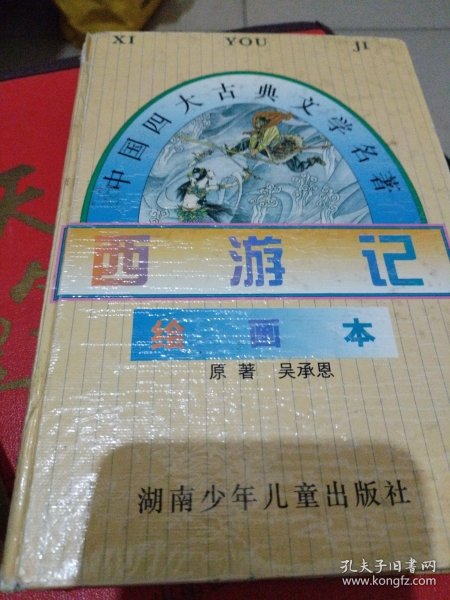 XI YOU JI
中国四大古典文学名著
西游记
绘画本
原著 吴承恩
湖南少年儿童出版社
孔夫子旧书网
www.kongfz.com